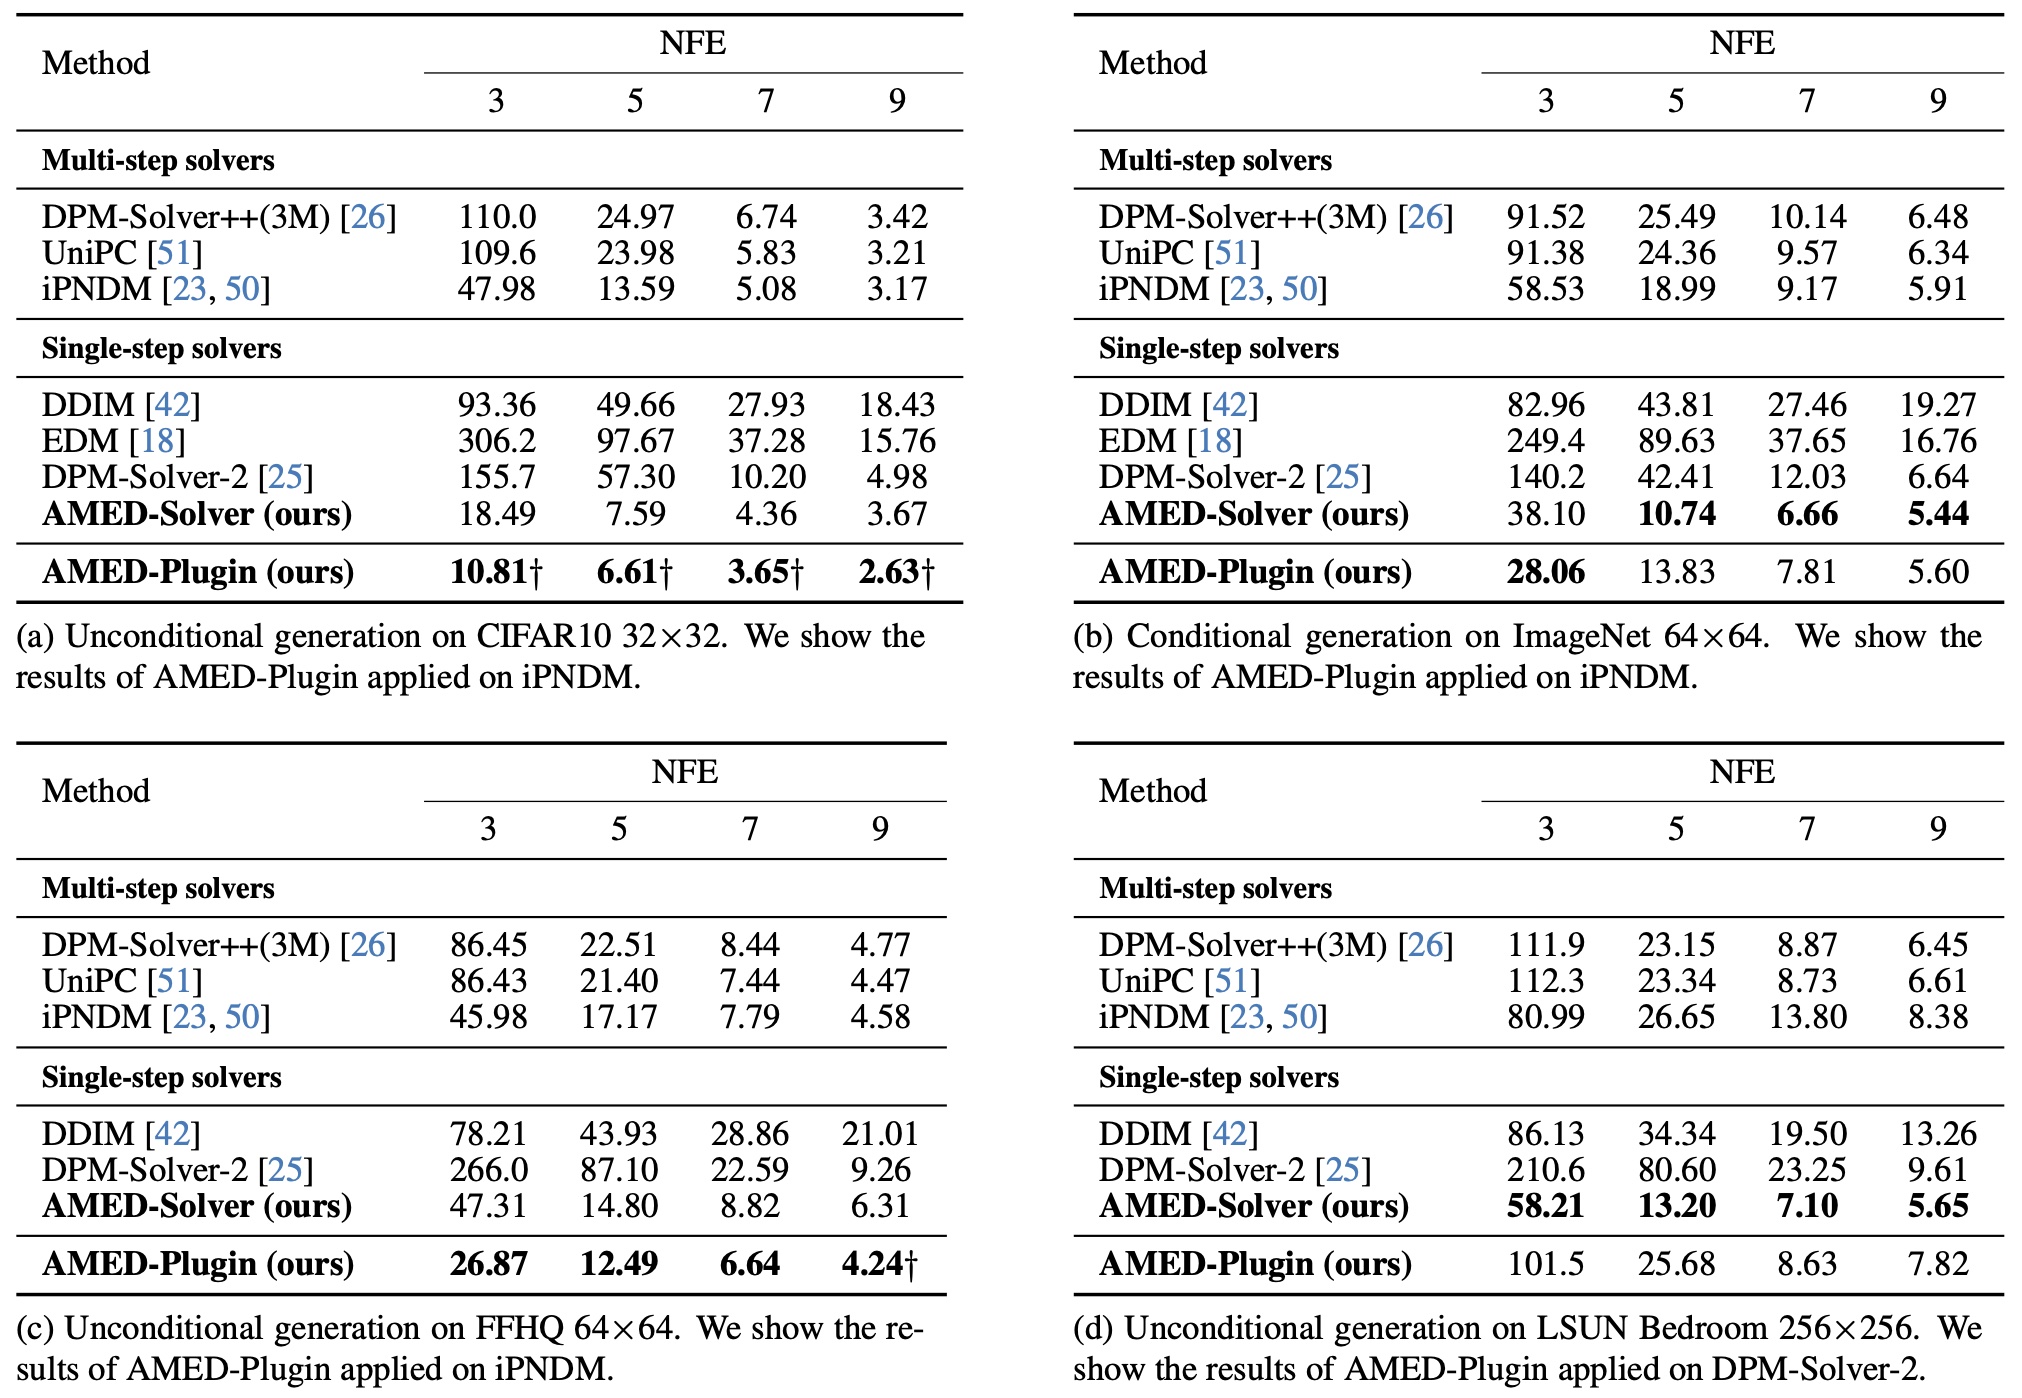 Method NFE
3 5 7 9
Multi-step solvers
DPM-Solver++(3M) [26] 110.0 24.97 6.74 3.42
UniPC [51] 109.6 23.98 5.83 3.21
iPNDM [23, 50] 47.98 13.59 5.08 3.17
Single-step solvers
DDIM [42] 93.36 49.66 27.93 18.43
EDM [18] 306.2 97.67 37.28 15.76
DPM-Solver-2 [25] 155.7 57.30 10.20 4.98
AMED-Solver (ours) 18.49 7.59 4.36 3.67
AMED-Plugin (ours) 10.81† 6.61† 3.65† 2.63†
(a) Unconditional generation on CIFAR10 32×32. We show the
results of AMED-Plugin applied on iPNDM.
Method NFE
3 5 7 9
Multi-step solvers
DPM-Solver++(3M) [26] 91.52 25.49 10.14 6.48
UniPC [51] 91.38 24.36 9.57 6.34
iPNDM [23, 50] 58.53 18.99 9.17 5.91
Single-step solvers
DDIM [42] 82.96 43.81 27.46 19.27
EDM [18] 249.4 89.63 37.65 16.76
DPM-Solver-2 [25] 140.2 42.41 12.03 6.64
AMED-Solver (ours) 38.10 10.74 6.66 5.44
AMED-Plugin (ours) 28.06 13.83 7.81 5.60
(b) Conditional generation on ImageNet 64×64. We show the
results of AMED-Plugin applied on iPNDM.
Method NFE
3 5 7 9
Multi-step solvers
DPM-Solver++(3M) [26] 86.45 22.51 8.44 4.77
UniPC [51] 86.43 21.40 7.44 4.47
iPNDM [23, 50] 45.98 17.17 7.79 4.58
Single-step solvers
DDIM [42] 78.21 43.93 28.86 21.01
DPM-Solver-2 [25] 266.0 87.10 22.59 9.26
AMED-Solver (ours) 47.31 14.80 8.82 6.31
AMED-Plugin (ours) 26.87 12.49 6.64 4.24†
(c) Unconditional generation on FFHQ 64×64. We show the re-
sults of AMED-Plugin applied on iPNDM.
Method NFE
3 5 7 9
Multi-step solvers
DPM-Solver++(3M) [26] 111.9 23.15 8.87 6.45
UniPC [51] 112.3 23.34 8.73 6.61
iPNDM [23, 50] 80.99 26.65 13.80 8.38
Single-step solvers
DDIM [42] 86.13 34.34 19.50 13.26
DPM-Solver-2 [25] 210.6 80.60 23.25 9.61
AMED-Solver (ours) 58.21 13.20 7.10 5.65
AMED-Plugin (ours) 101.5 25.68 8.63 7.82
(d) Unconditional generation on LSUN Bedroom 256×256. We
show the results of AMED-Plugin applied on DPM-Solver-2.